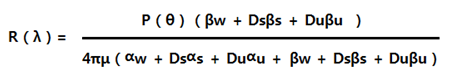 P ( θ ) ( βw + Dsβs + Duβu )
R ( λ ) =
4πμ ( αw + Dsαs + Duαu + βw + Dsβs + Duβu )